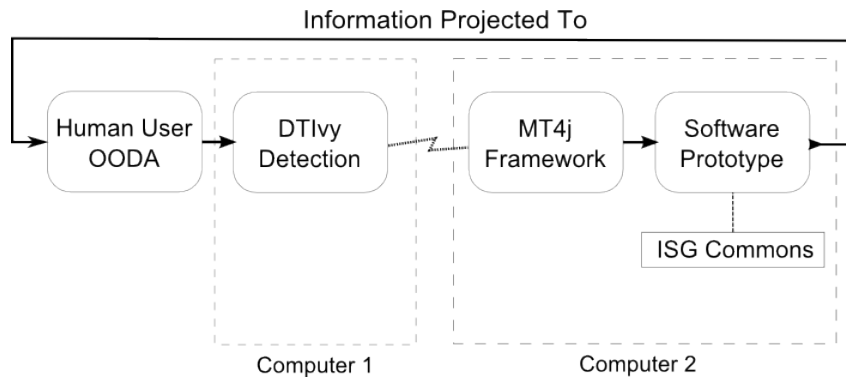 Information Projected To
Human User
OODA
DTIvy
Detection
MT4j
Framework
Software
Prototype
ISG Commons
Computer 1
Computer 2